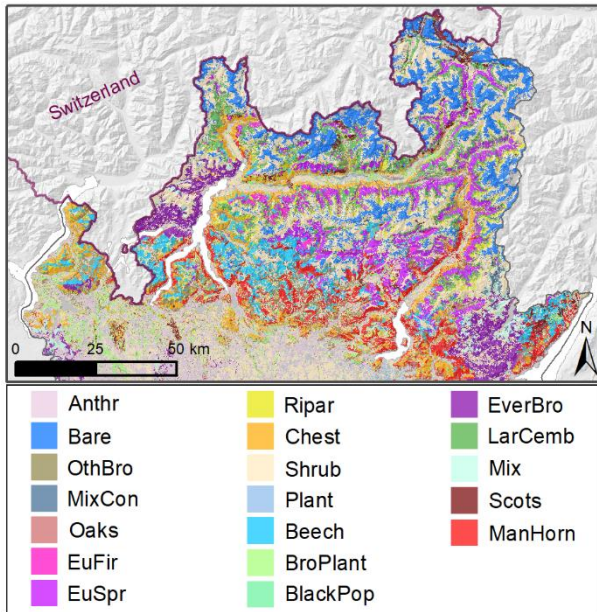 Switzerland
N
0 25 50 km
Anthr
Bare
OthBro
MixCon
Oaks
EuFir
EuSpr
Ripar
Chest
Shrub
Plant
Beech
BroPlant
BlackPop
EverBro
LarCemb
Mix
Scots
ManHorn